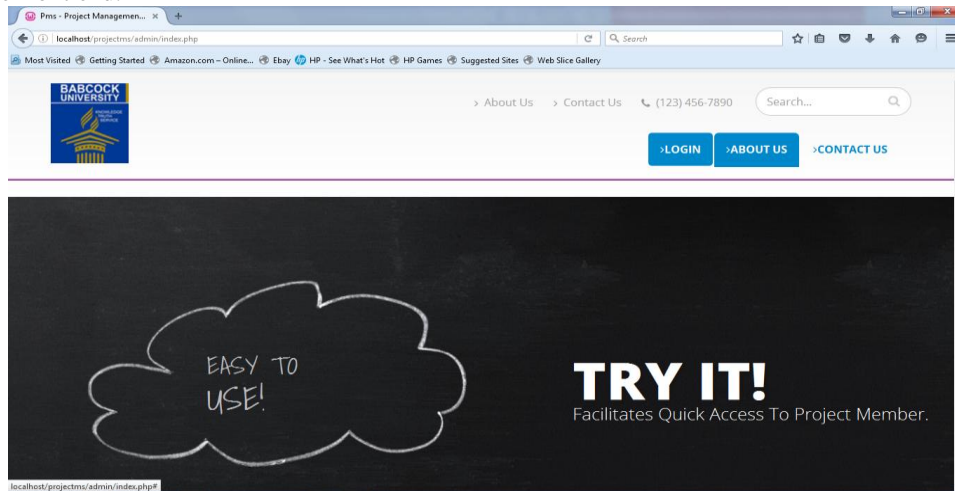 Pms - Project Managemen...
localhost/projectms/admin/index.php
Search
Most Visited Getting Started Amazon.com – Online... Ebay HP - See What's Hot HP Games Suggested Sites Web Slice Gallery
BABCOCK
UNIVERSITY
KNOWLEDGE
TRUTH
SERVICE
› About Us › Contact Us (123) 456-7890 Search...
›LOGIN ›ABOUT US ›CONTACT US
EASY TO
USE!
TRY IT!
Facilitates Quick Access To Project Member.
localhost/projectms/admin/index.php#